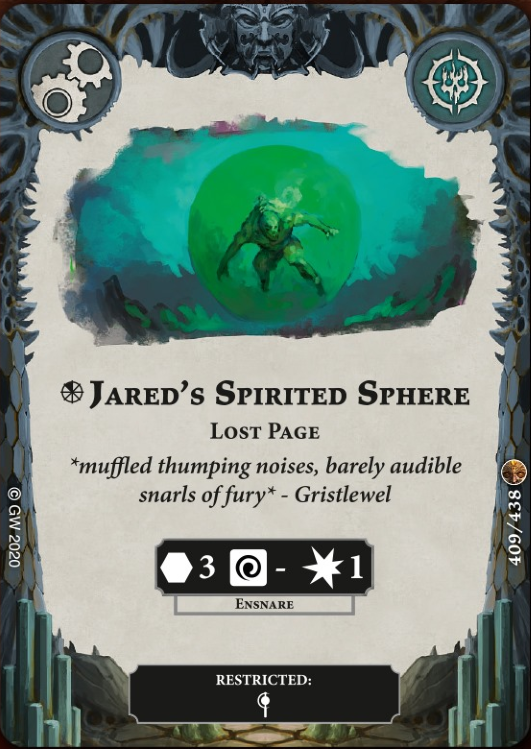 Jared's Spirited Sphere
Lost Page
*muffled thumping noises, barely audible
snarls of fury* - Gristlewel
3 - 1
Ensnare
RESTRICTED:
© GW 2020
409/438